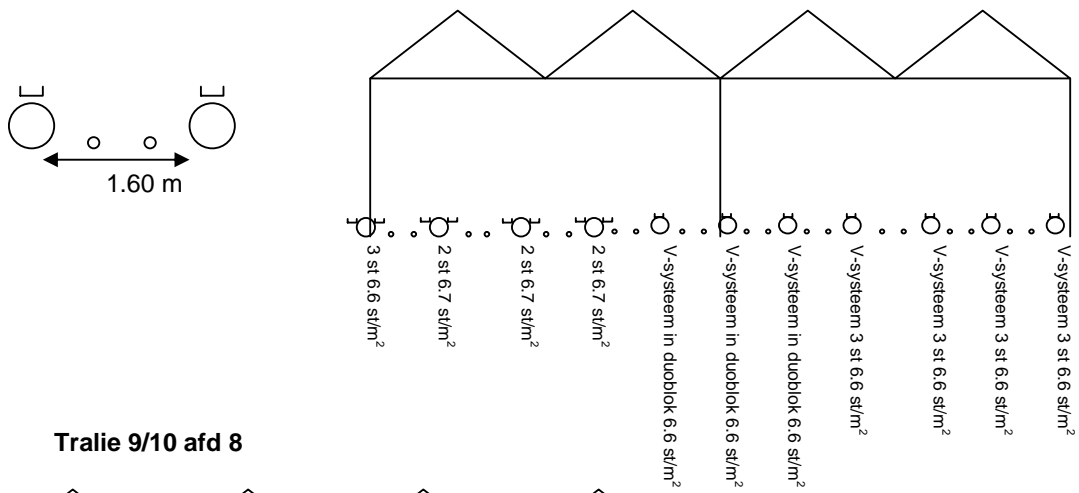 1.60 m
3 st 6.6 st/m²
2 st 6.7 st/m²
2 st 6.7 st/m²
2 st 6.7 st/m²
V-systeem in duoblok 6.6 st/m²
V-systeem in duoblok 6.6 st/m²
V-systeem in duoblok 6.6 st/m²
V-systeem 3 st 6.6 st/m²
V-systeem 3 st 6.6 st/m²
V-systeem 3 st 6.6 st/m²
V-systeem 3 st 6.6 st/m²
Tralie 9/10 afd 8